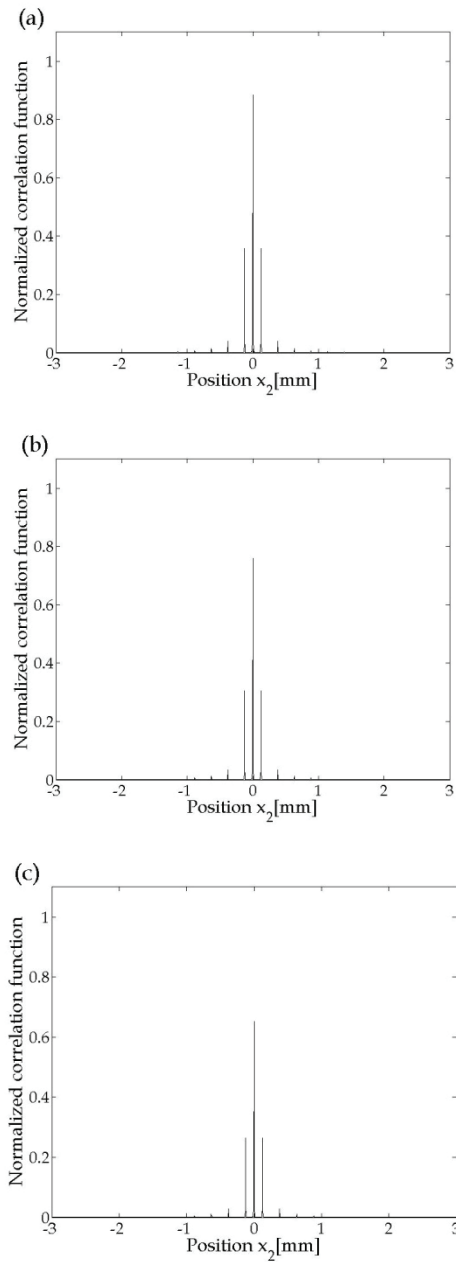 (a)
Normalized correlation function
1
0.8
0.6
0.4
0.2
0
-3 -2 -1 0 1 2 3
Position x₂[mm]
(b)
Normalized correlation function
1
0.8
0.6
0.4
0.2
0
-3 -2 -1 0 1 2 3
Position x₂[mm]
(c)
Normalized correlation function
1
0.8
0.6
0.4
0.2
0
-3 -2 -1 0 1 2 3
Position x₂[mm]